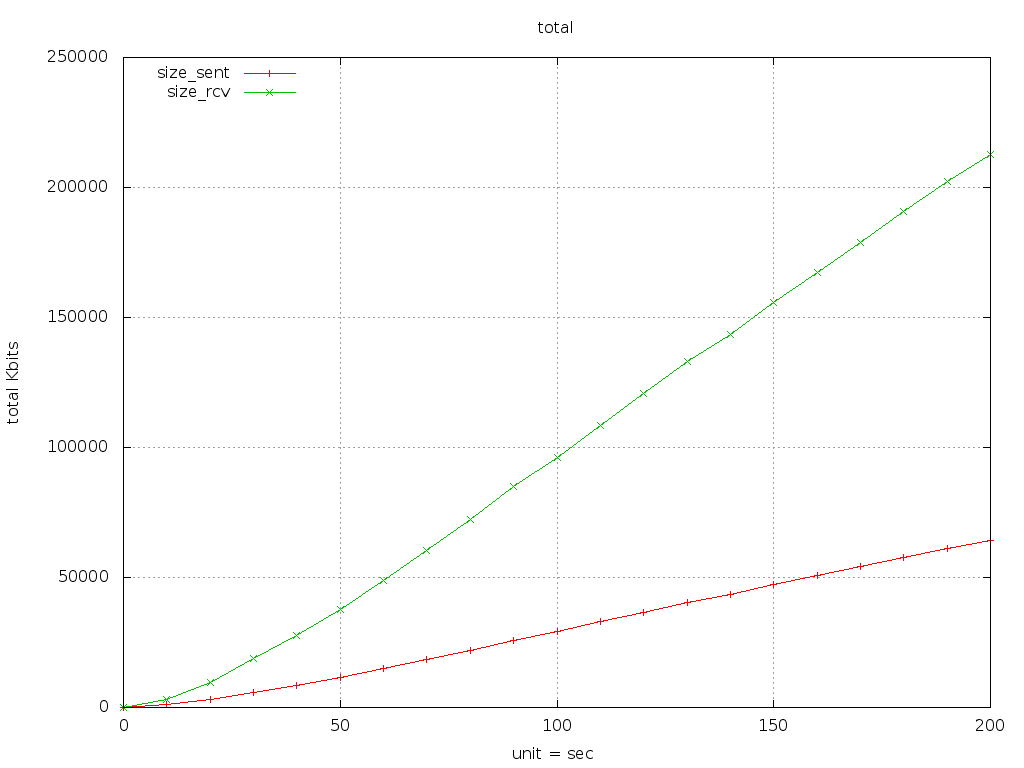 total
250000
200000
150000
100000
50000
0
size_sent
size_rcv
total Kbits
0 50 100 150 200
unit = sec